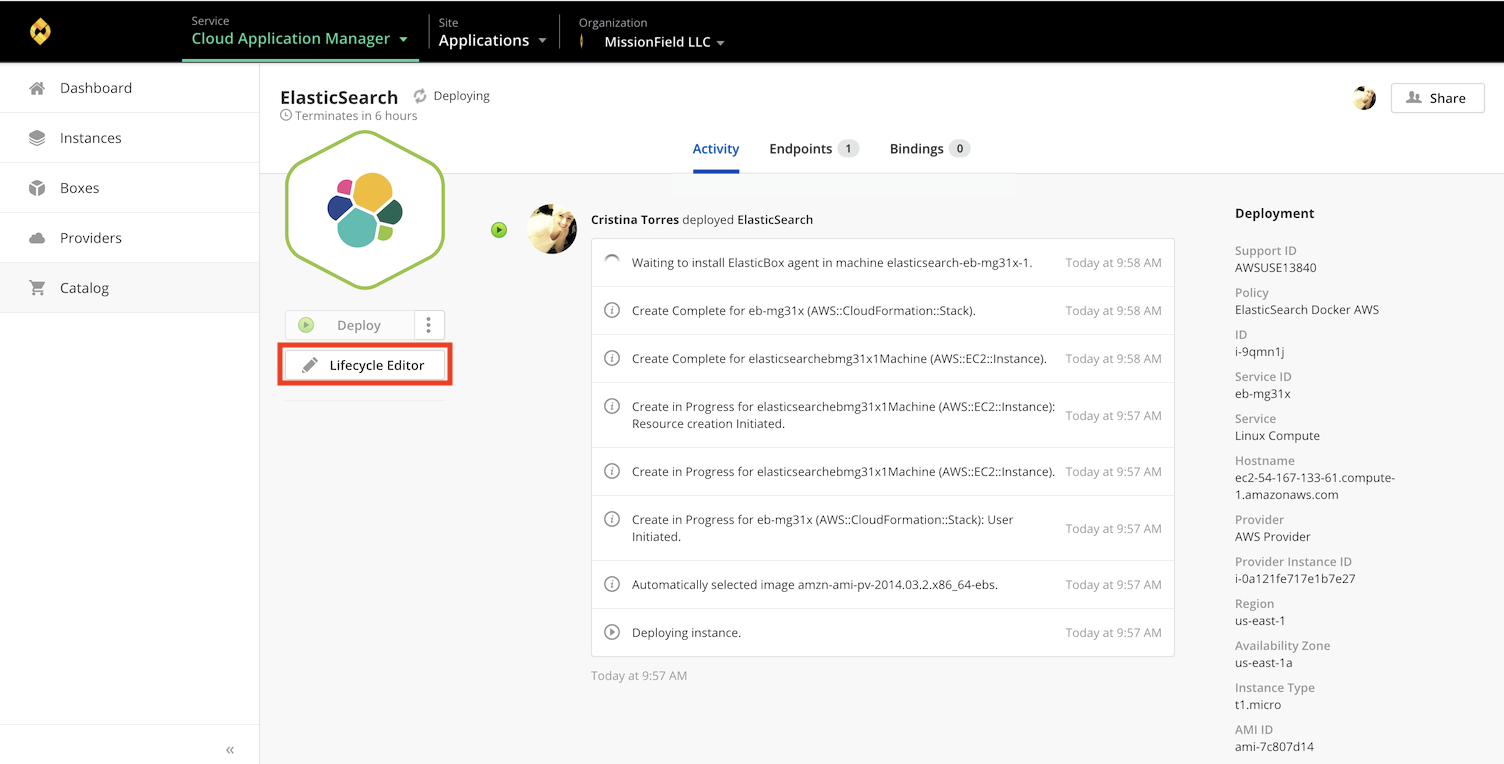 Service
Cloud Application Manager
Site
Applications
Organization
MissionField LLC
Dashboard
Instances
Boxes
Providers
Catalog
«
ElasticSearch
Deploying
Terminates in 6 hours
Share
Activity
Endpoints 1
Bindings 0
Deploy
Lifecycle Editor
Cristina Torres deployed ElasticSearch
Waiting to install ElasticBox agent in machine elasticsearch-eb-mg31x-1. Today at 9:58 AM
Create Complete for eb-mg31x (AWS::CloudFormation::Stack). Today at 9:58 AM
Create Complete for elasticsearchebmg31x1Machine (AWS::EC2::Instance). Today at 9:58 AM
Create in Progress for elasticsearchebmg31x1Machine (AWS::EC2::Instance):
Resource creation Initiated.
Today at 9:57 AM
Create in Progress for elasticsearchebmg31x1Machine (AWS::EC2::Instance). Today at 9:57 AM
Create in Progress for eb-mg31x (AWS::CloudFormation::Stack): User
Initiated.
Today at 9:57 AM
Automatically selected image amzn-ami-pv-2014.03.2.x86_64-ebs. Today at 9:57 AM
Deploying instance. Today at 9:57 AM
Today at 9:57 AM
Deployment
Support ID
AWSUSE13840
Policy
ElasticSearch Docker AWS
ID
i-9qmn1j
Service ID
eb-mg31x
Service
Linux Compute
Hostname
ec2-54-167-133-61.compute-
1.amazonaws.com
Provider
AWS Provider
Provider Instance ID
i-0a121fe717e1b7e27
Region
us-east-1
Availability Zone
us-east-1a
Instance Type
t1.micro
AMI ID
ami-7c807d14